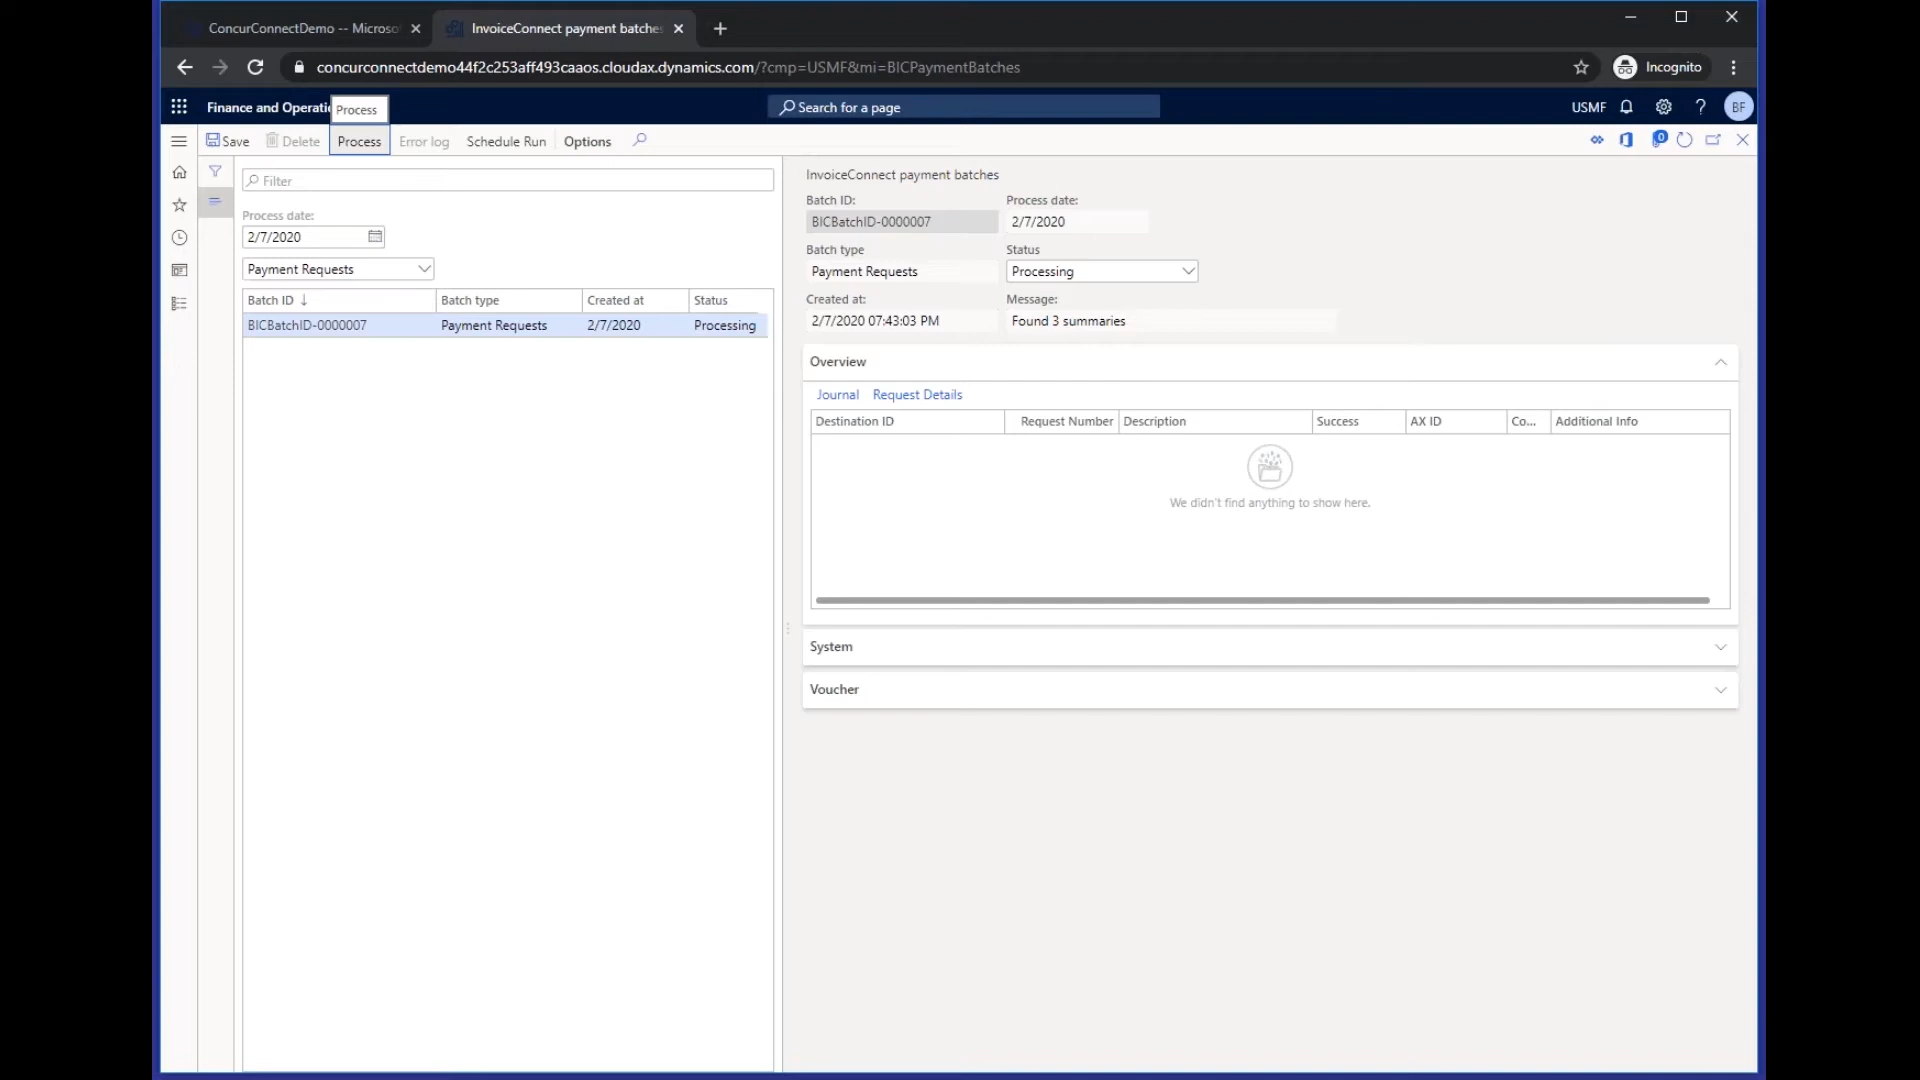 ConcurConnectDemo -- Microso
InvoiceConnect payment batches
concurconnectdemo44f2c253aff493caaos.cloudax.dynamics.com/?cmp=USMF&mi=BICPaymentBatches
Incognito
Finance and Operati
Process
Search for a page
USMF
BF
Save
Delete
Process
Error log
Schedule Run
Options
0
Filter
Process date:
2/7/2020
Payment Requests
Batch ID
Batch type
Created at
Status
BICBatchID-0000007
Payment Requests
2/7/2020
Processing
InvoiceConnect payment batches
Batch ID:
Process date:
BICBatchID-0000007
2/7/2020
Batch type
Status
Payment Requests
Processing
Created at:
Message:
2/7/2020 07:43:03 PM
Found 3 summaries
Overview
Journal
Request Details
Destination ID
Request Number
Description
Success
AX ID
Co...
Additional Info
We didn't find anything to show here.
System
Voucher